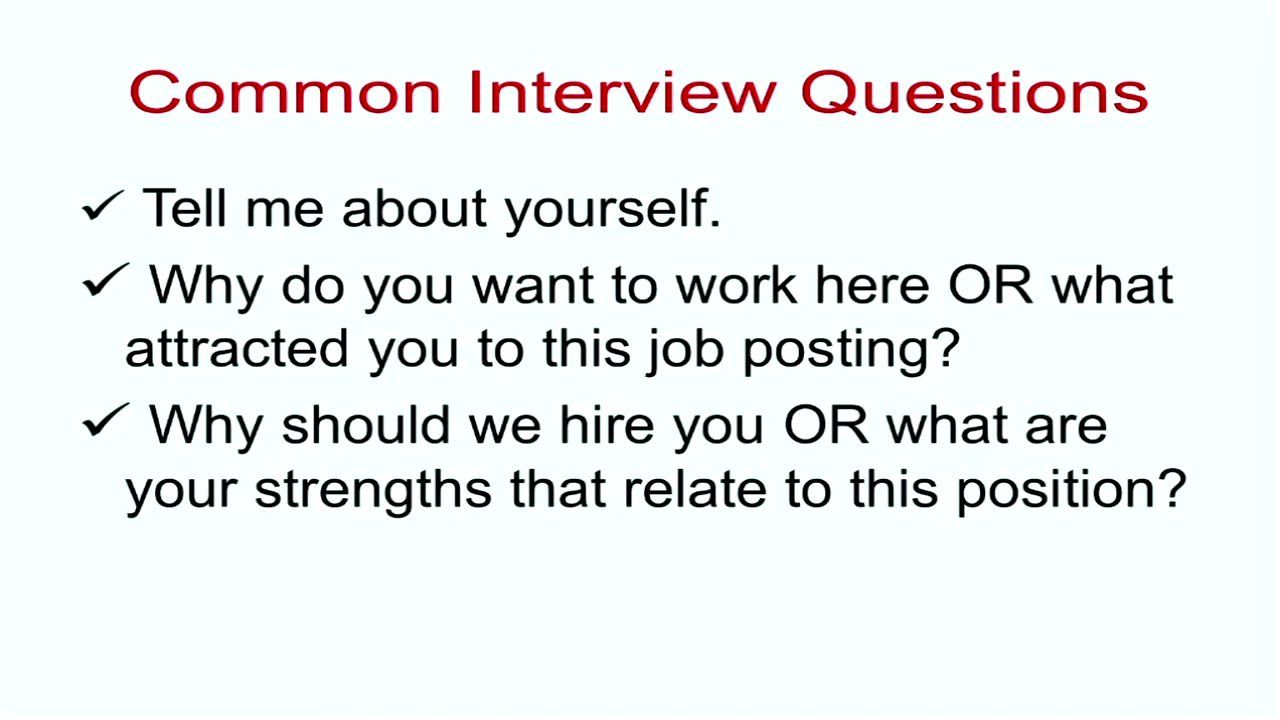 Common Interview Questions
✓ Tell me about yourself.
✓ Why do you want to work here OR what
attracted you to this job posting?
✓ Why should we hire you OR what are
your strengths that relate to this position?